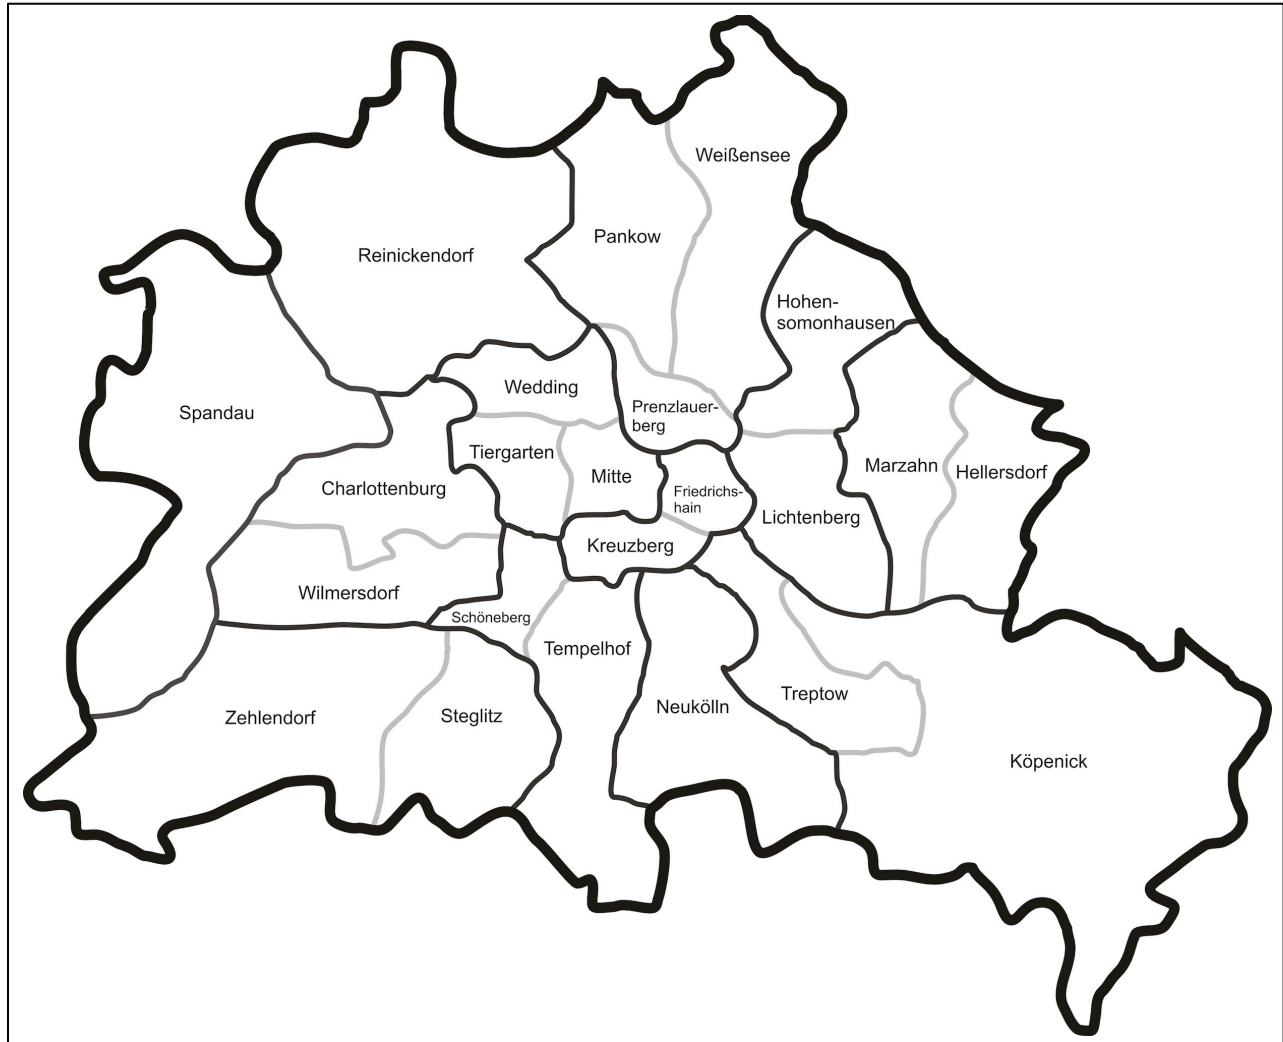 Weißensee
Pankow
Reinickendorf
Hohen-
somonhausen
Wedding
Prenzlauer-
berg
Spandau
Tiergarten
Mitte
Marzahn
Hellersdorf
Charlottenburg
Friedrichs-
hain
Lichtenberg
Kreuzberg
Wilmersdorf
Schöneberg
Tempelhof
Treptow
Neukölln
Zehlendorf
Steglitz
Köpenick